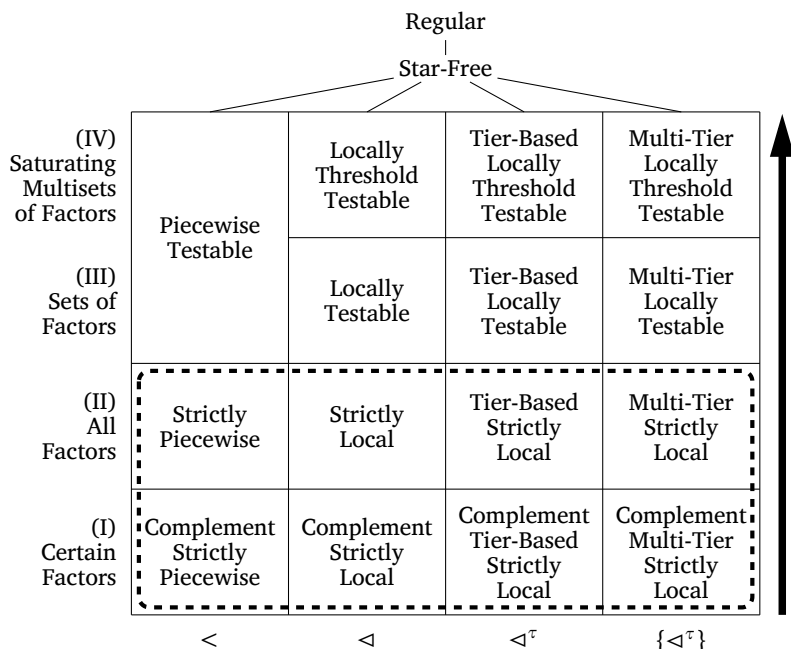 Regular
Star-Free
(IV)
Saturating
Multisets
of Factors
Piecewise
Testable
Locally
Threshold
Testable
Tier-Based
Locally
Threshold
Testable
Multi-Tier
Locally
Threshold
Testable
(III)
Sets of
Factors
Locally
Testable
Tier-Based
Locally
Testable
Multi-Tier
Locally
Testable
(II)
All
Factors
Strictly
Piecewise
Strictly
Local
Tier-Based
Strictly
Local
Multi-Tier
Strictly
Local
(I)
Certain
Factors
Complement
Strictly
Piecewise
Complement
Strictly
Local
Complement
Tier-Based
Strictly
Local
Complement
Multi-Tier
Strictly
Local
< ⊲ ⊲^τ {⊲^τ}